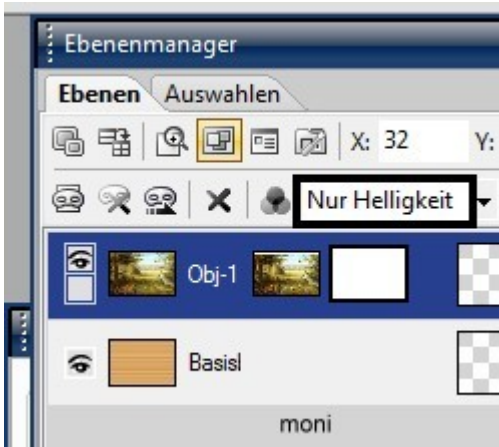 Ebenenmanager
Ebenen Auswahlen
X: 32 Y:
Nur Helligkeit
Obj-1
Basisl
moni